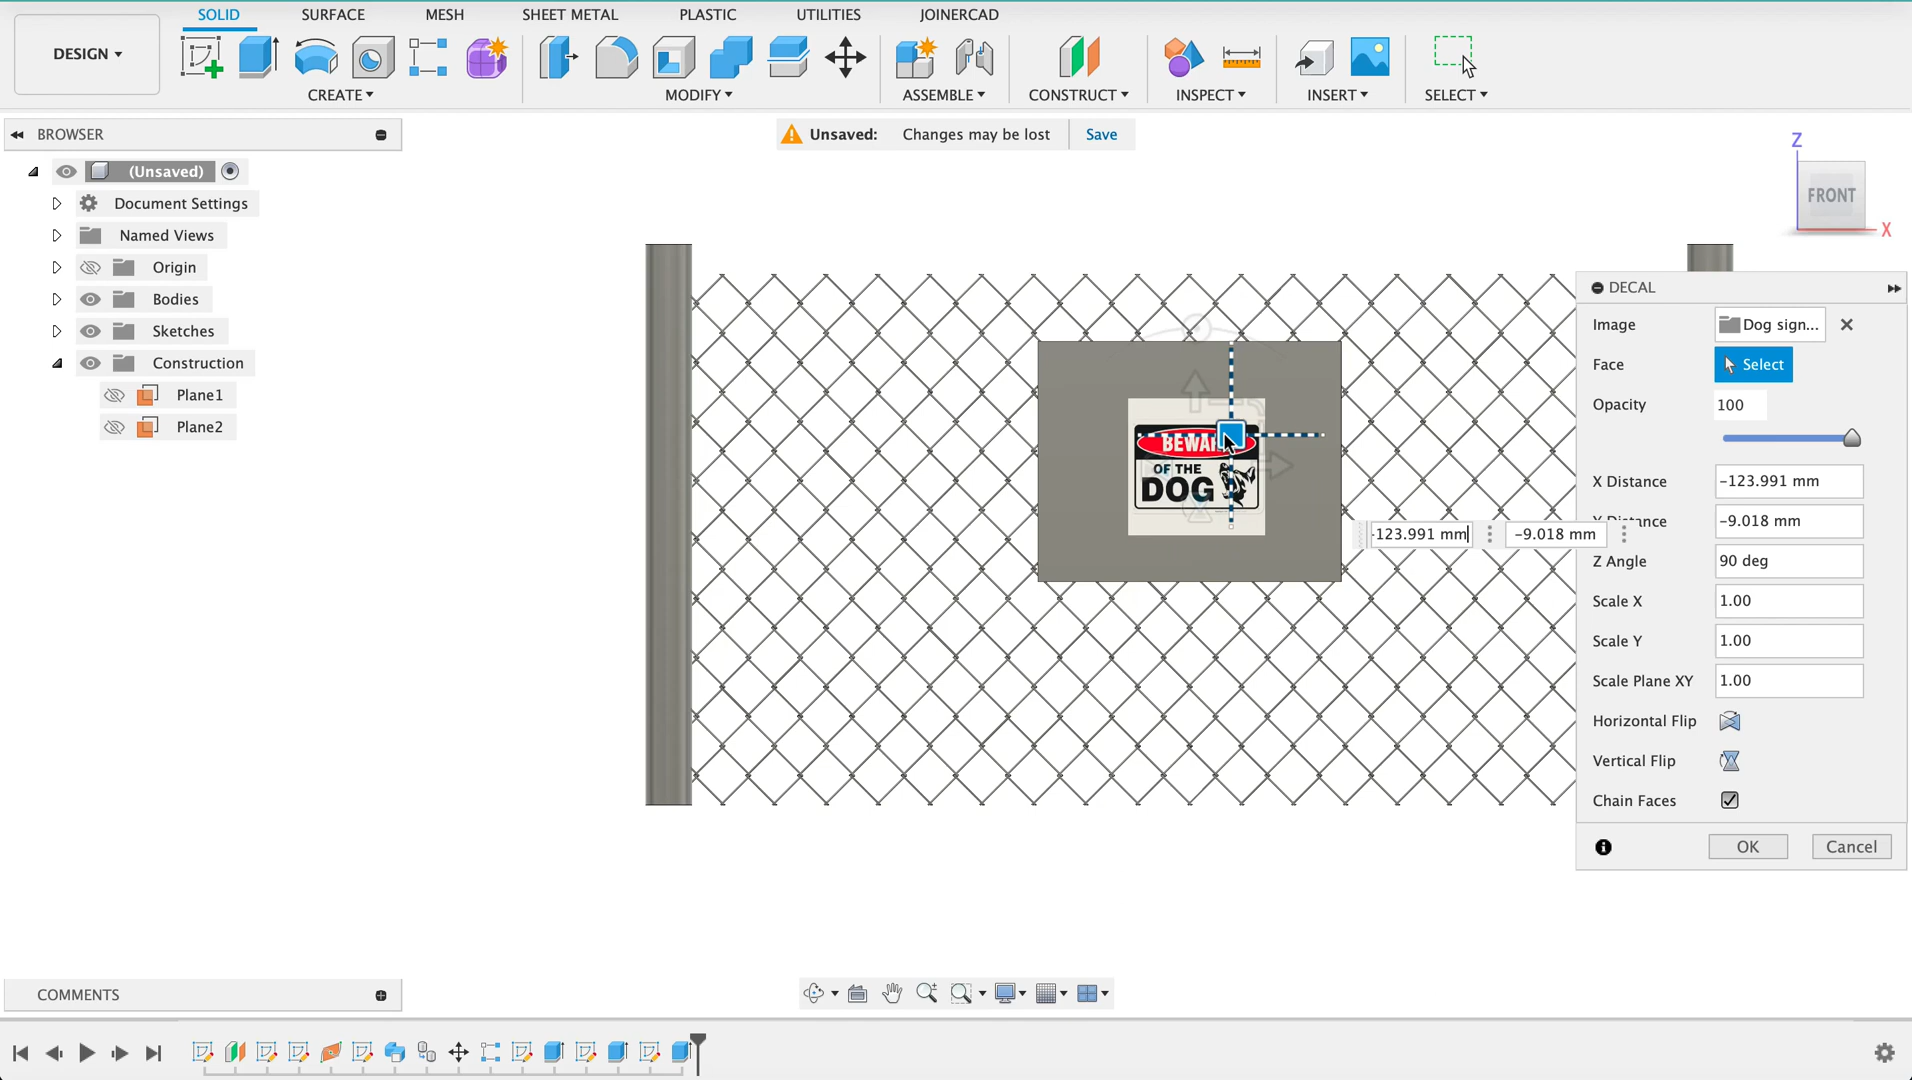 SOLID SURFACE MESH SHEET METAL PLASTIC UTILITIES JOINERCAD
DESIGN
CREATE MODIFY ASSEMBLE CONSTRUCT INSPECT INSERT SELECT
BROWSER
Unsaved: Changes may be lost Save
(Unsaved)
Document Settings
Named Views
Origin
Bodies
Sketches
Construction
Plane1
Plane2
Z
FRONT
X
DECAL
Image Dog sign...
Face Select
Opacity 100
X Distance -123.991 mm
Distance -9.018 mm
Z Angle 90 deg
Scale X 1.00
Scale Y 1.00
Scale Plane XY 1.00
Horizontal Flip
Vertical Flip
Chain Faces
OK Cancel
OF THE
DOG
123.991 mm -9.018 mm
COMMENTS